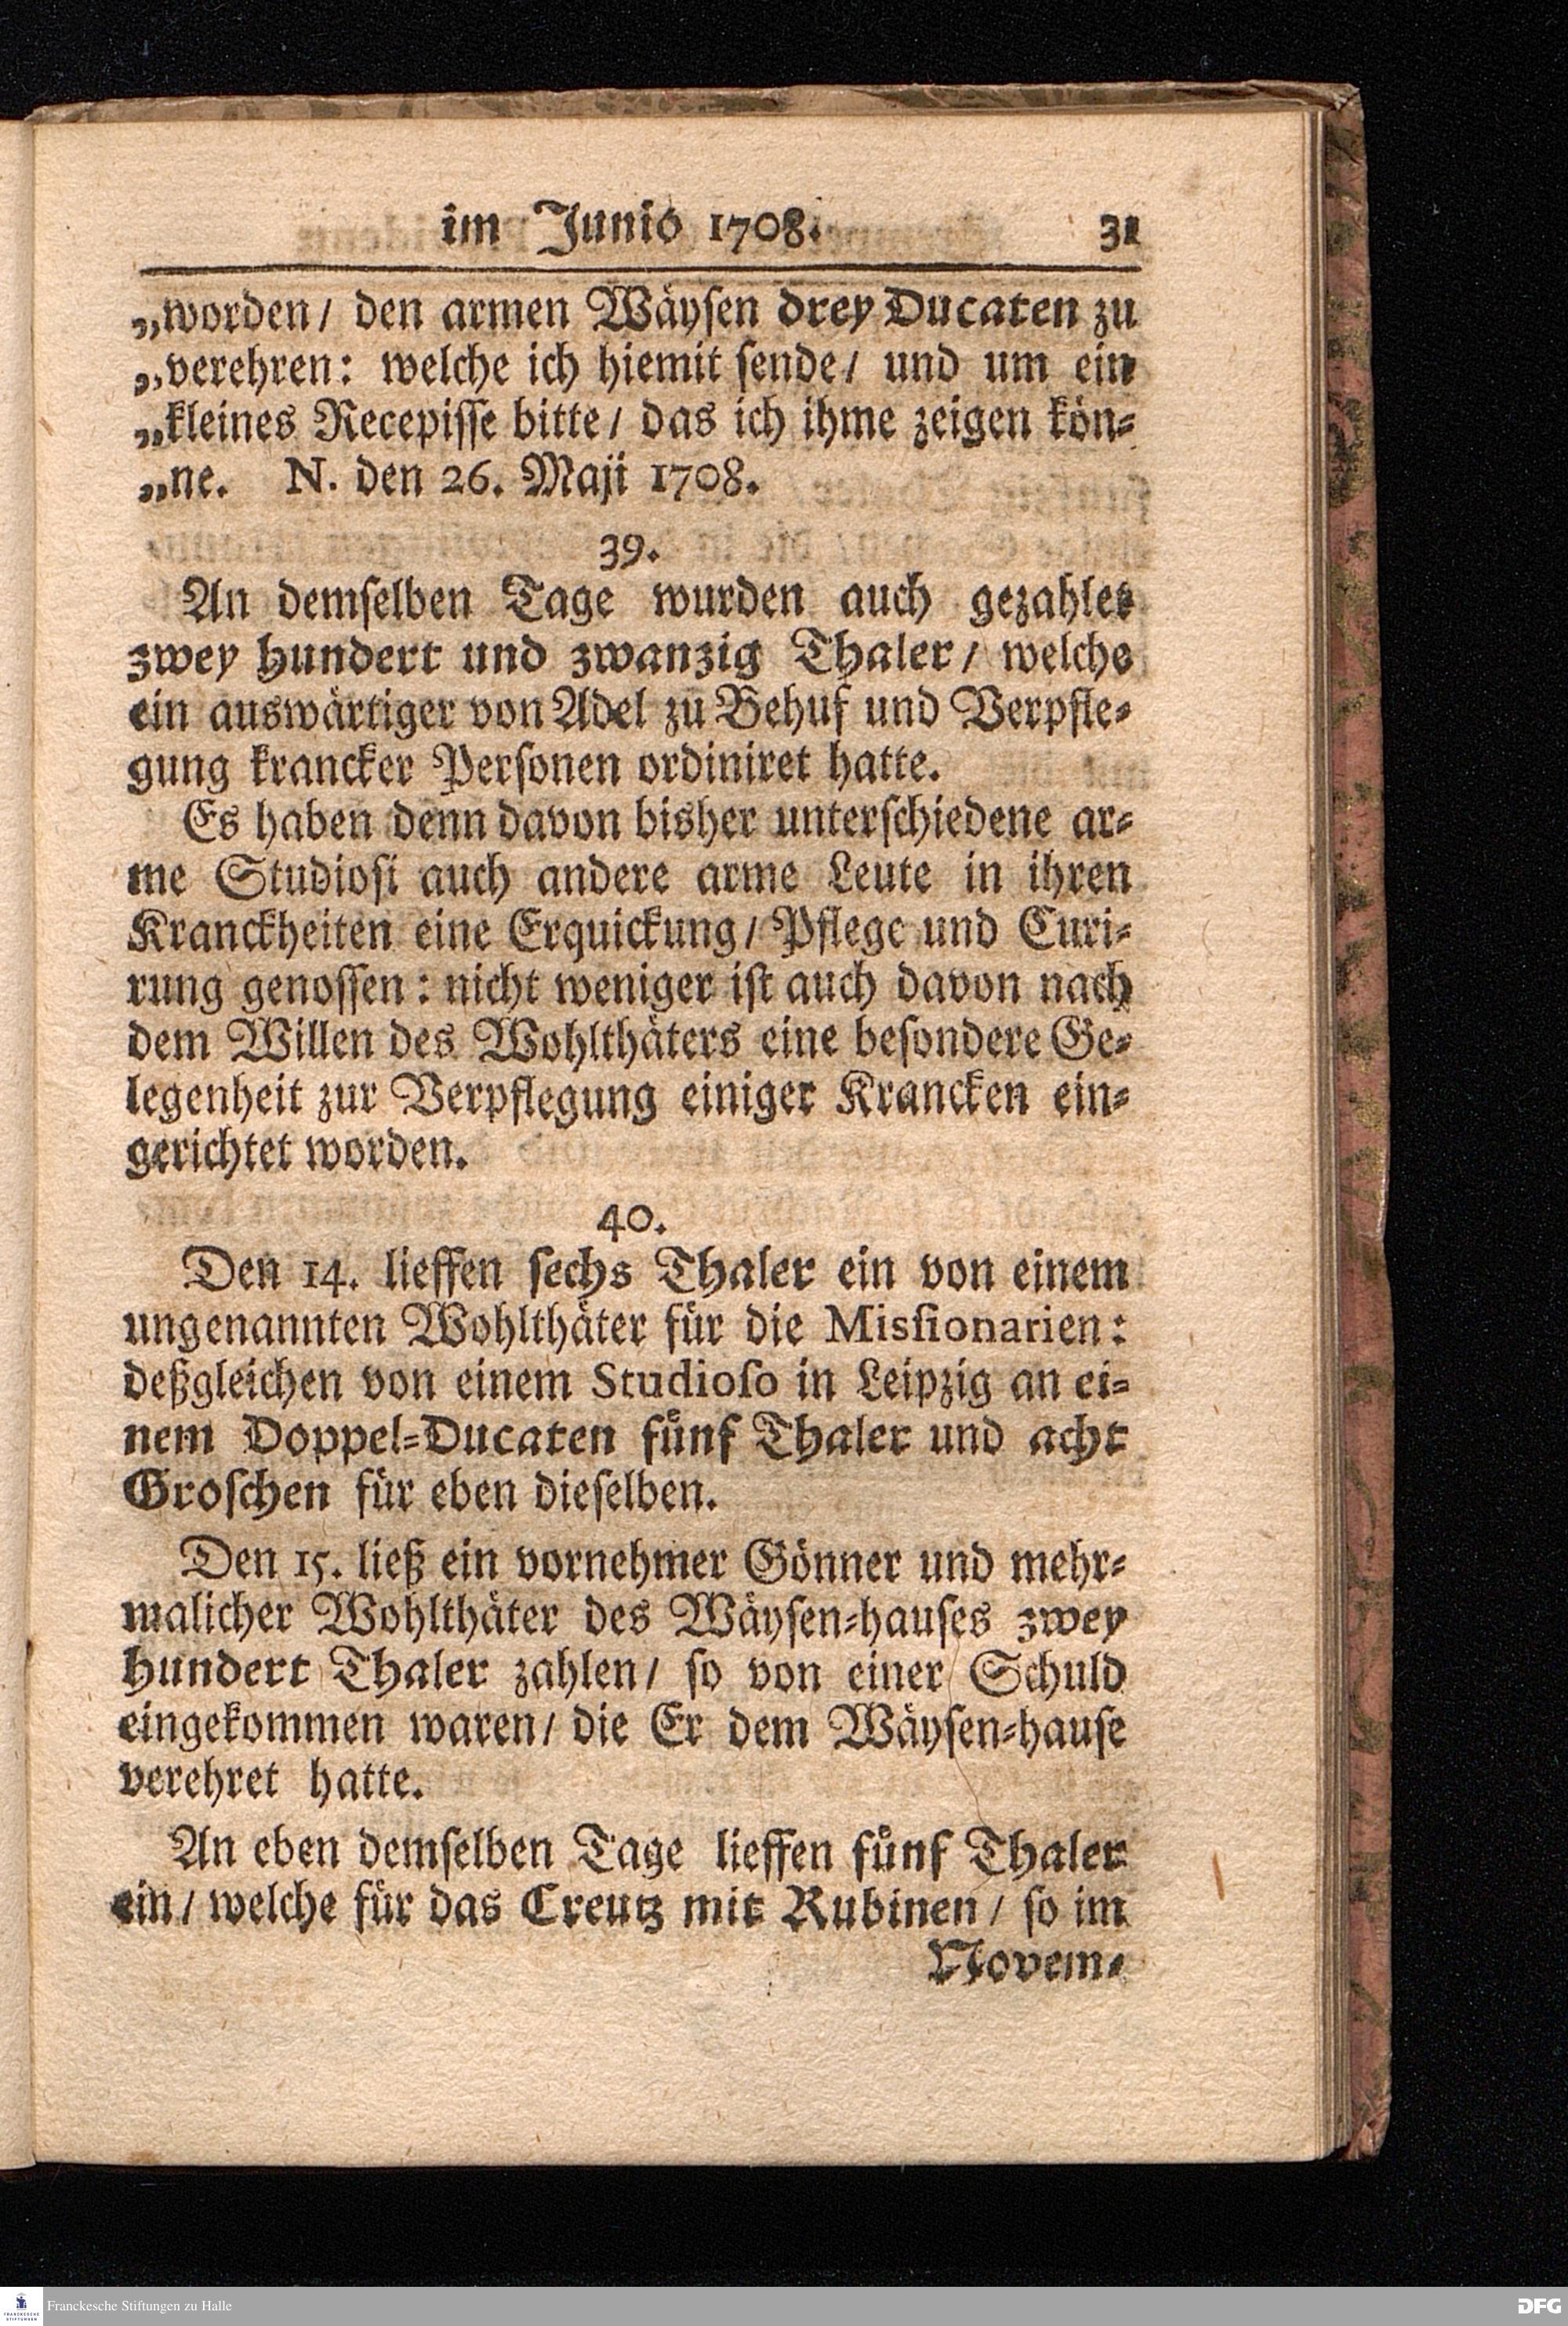 im Junio 1708. 31
„worden/ den armen Wäysen drey Ducaten zu
„verehren: welche ich hiemit sende/ und um ein
„kleines Recepisse bitte/ das ich ihme zeigen kön⸗
„ne. N. den 26. Maji 1708.
39.
An demselben Tage wurden auch gezahlet
zwey hundert und zwanzig Thaler/ welche
ein auswärtiger von Adel zu Behuf und Verpfle⸗
gung krancker Personen ordiniret hatte.
Es haben denn davon bisher unterschiedene ar⸗
me Studiosi auch andere arme Leute in ihren
Kranckheiten eine Erquickung/ Pflege und Curi⸗
rung genossen: nicht weniger ist auch davon nach
dem Willen des Wohlthäters eine besondere Ge⸗
legenheit zur Verpflegung einiger Krancken ein⸗
gerichtet worden.
40.
Den 14. lieffen sechs Thaler ein von einem
ungenannten Wohlthäter für die Missionarien:
deßgleichen von einem Studioso in Leipzig an ei⸗
nem Doppel⸗Ducaten fünf Thaler und acht
Groschen für eben dieselben.
Den 15. ließ ein vornehmer Gönner und mehr⸗
malicher Wohlthäter des Wäysen⸗hauses zwey
hundert Thaler zahlen/ so von einer Schuld
eingekommen waren/ die Er dem Wäysen⸗hause
verehret hatte.
An eben demselben Tage lieffen fünf Thaler
ein/ welche für das Creutz mit Rubinen/ so im
Novem⸗
FRANCKESCHE STIFTUNGEN
Franckesche Stiftungen zu Halle
DFG